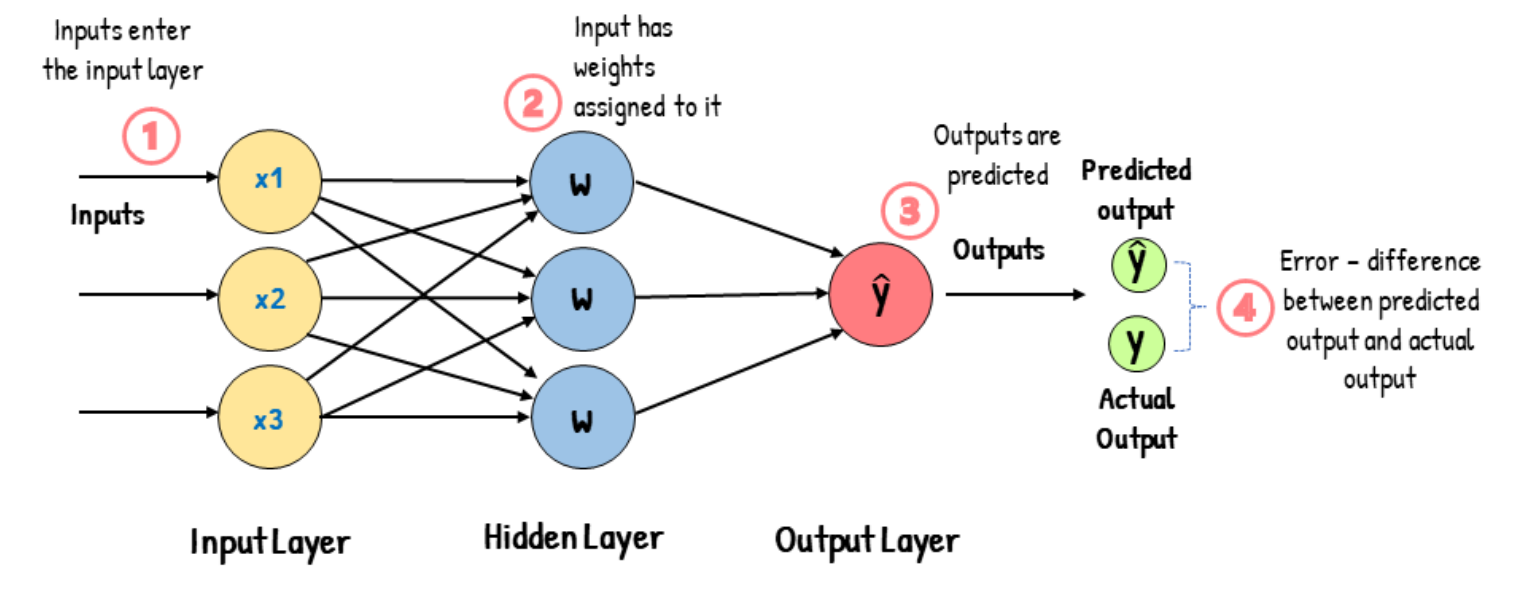 Inputs enter
the input layer
1
Inputs
x1
x2
x3
Input Layer
Input has
weights
assigned to it
2
w
w
w
Hidden Layer
Outputs are
predicted
3
ŷ
Output Layer
Outputs
Predicted
output
ŷ
y
Actual
Output
4
Error – difference
between predicted
output and actual
output